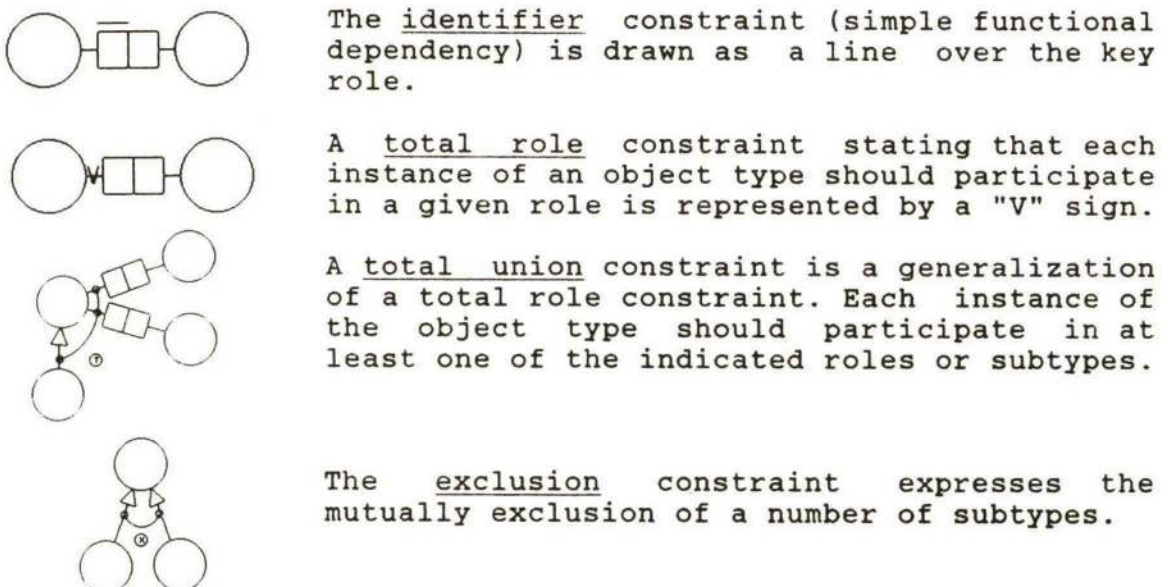 The identifier constraint (simple functional
dependency) is drawn as a line over the key
role.
A total role constraint stating that each
instance of an object type should participate
in a given role is represented by a "V" sign.
A total union constraint is a generalization
of a total role constraint. Each instance of
the object type should participate in at
least one of the indicated roles or subtypes.
T
The exclusion constraint expresses the
mutually exclusion of a number of subtypes.
X